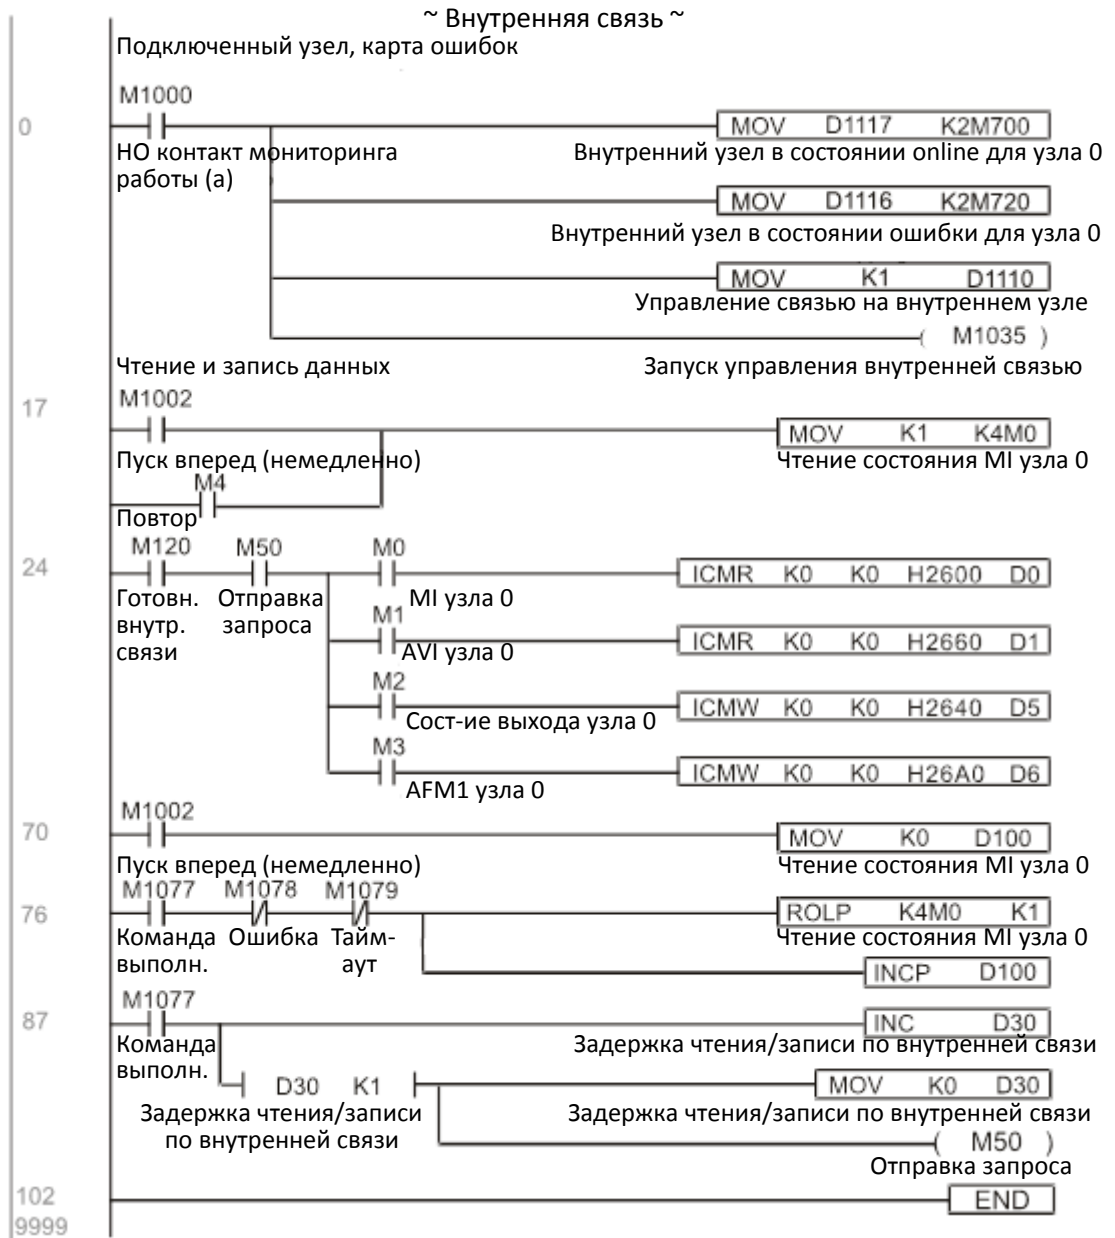 ~ Внутренняя связь ~
Подключенный узел, карта ошибок
M1000
0
MOV D1117 K2M700
НО контакт мониторинга
работы (а)
Внутренний узел в состоянии online для узла 0
MOV D1116 K2M720
Внутренний узел в состоянии ошибки для узла 0
MOV K1 D1110
Управление связью на внутреннем узле
M1035
Чтение и запись данных
Запуск управления внутренней связью
M1002
17
MOV K1 K4M0
Пуск вперед (немедленно)
Чтение состояния MI узла 0
M4
Повтор
M120 M50 M0
24
ICMR K0 K0 H2600 D0
Готовн.
внутр.
связи
Отправка
запроса
MI узла 0
M1
ICMR K0 K0 H2660 D1
AVI узла 0
M2
ICMW K0 K0 H2640 D5
Сост-ие выхода узла 0
M3
ICMW K0 K0 H26A0 D6
AFM1 узла 0
M1002
70
MOV K0 D100
Пуск вперед (немедленно)
Чтение состояния MI узла 0
M1077 M1078 M1079
76
ROLP K4M0 K1
Команда
выполн.
Ошибка
Тайм-
аут
Чтение состояния MI узла 0
INCP D100
M1077
87
INC D30
Команда
выполн.
Задержка чтения/записи по внутренней связи
D30 K1
MOV K0 D30
Задержка чтения/записи
по внутренней связи
Задержка чтения/записи по внутренней связи
M50
Отправка запроса
102
END
9999